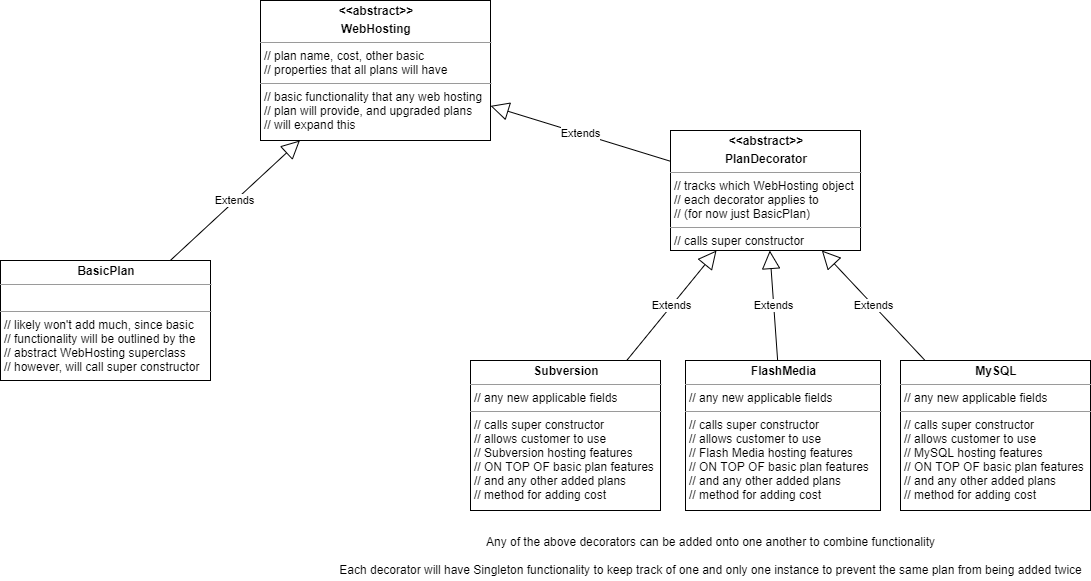 <<abstract>>
WebHosting
// plan name, cost, other basic
// properties that all plans will have
// basic functionality that any web hosting
// plan will provide, and upgraded plans
// will expand this
Extends
<<abstract>>
PlanDecorator
// tracks which WebHosting object
// each decorator applies to
// (for now just BasicPlan)
// calls super constructor
Extends
BasicPlan
// likely won't add much, since basic
// functionality will be outlined by the
// abstract WebHosting superclass
// however, will call super constructor
Extends
Extends
Extends
Subversion
// any new applicable fields
// calls super constructor
// allows customer to use
// Subversion hosting features
// ON TOP OF basic plan features
// and any other added plans
// method for adding cost
FlashMedia
// any new applicable fields
// calls super constructor
// allows customer to use
// Flash Media hosting features
// ON TOP OF basic plan features
// and any other added plans
// method for adding cost
MySQL
// any new applicable fields
// calls super constructor
// allows customer to use
// MySQL hosting features
// ON TOP OF basic plan features
// and any other added plans
// method for adding cost
Any of the above decorators can be added onto one another to combine functionality
Each decorator will have Singleton functionality to keep track of one and only one instance to prevent the same plan from being added twice